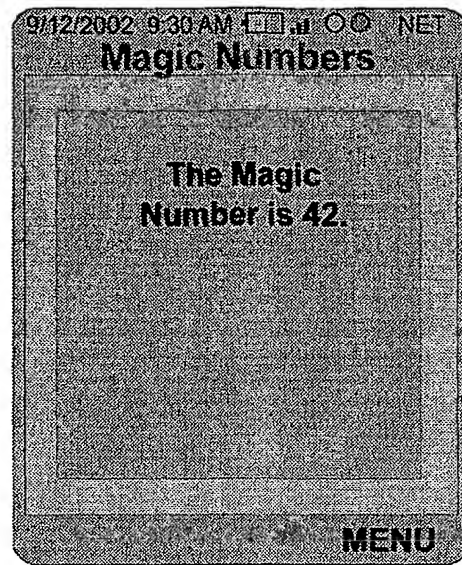 9/12/2002 9:30 AM NET
Magic Numbers
The Magic
Number is 42.
MENU